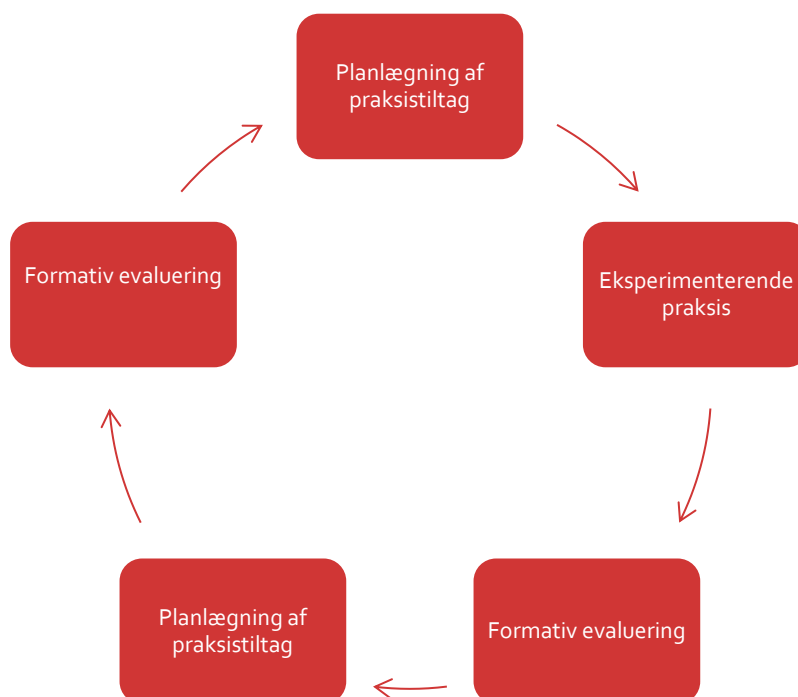 Planlægning af
praksistiltag
Eksperimenterende
praksis
Formativ evaluering
Planlægning af
praksistiltag
Formativ evaluering